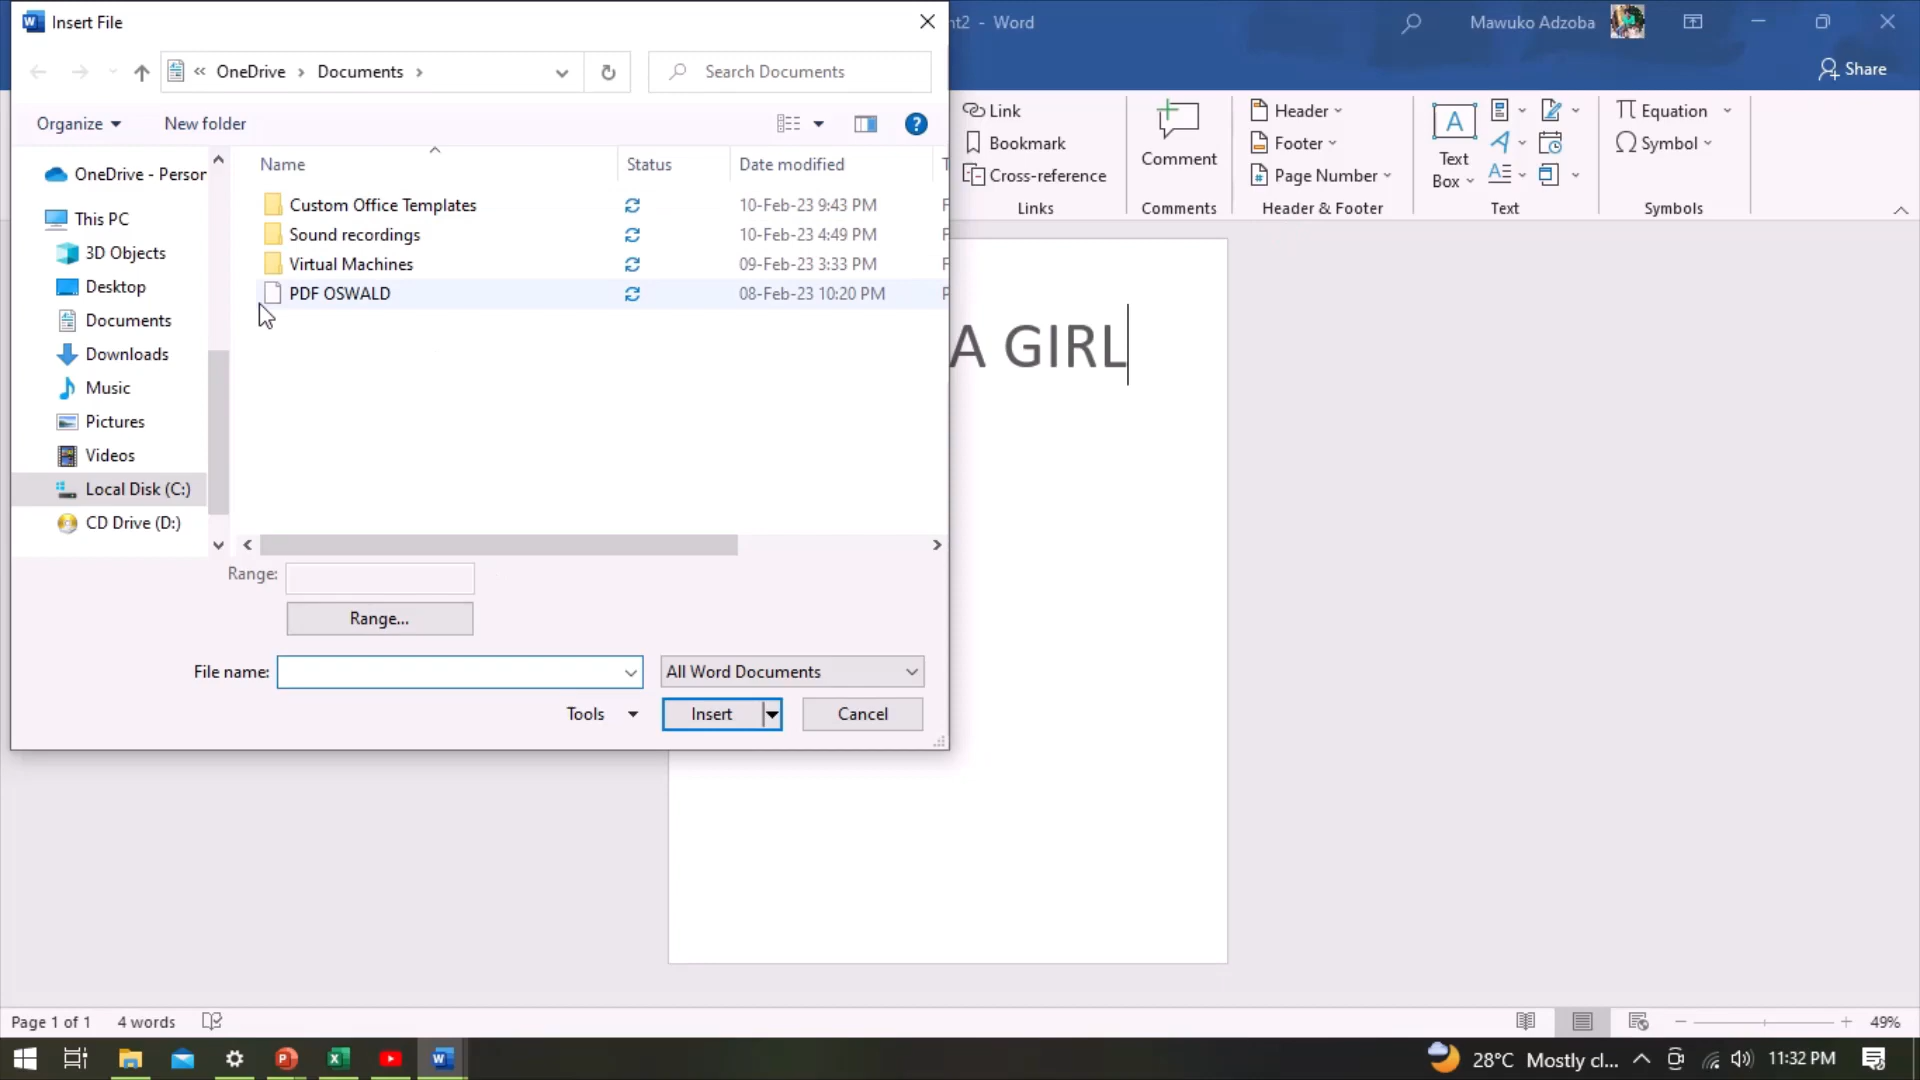 Insert File
nt2 - Word
Mawuko Adzoba
« OneDrive > Documents >
Search Documents
Share
Organize
New folder
Link
Bookmark
Cross-reference
Links
Comment
Comments
Header
Footer
Page Number
Header & Footer
Text
Box
Text
Equation
Symbol
Symbols
Name
Status
Date modified
OneDrive - Person
This PC
3D Objects
Desktop
Documents
Downloads
Music
Pictures
Videos
Local Disk (C:)
CD Drive (D:)
Custom Office Templates 10-Feb-23 9:43 PM
Sound recordings 10-Feb-23 4:49 PM
Virtual Machines 09-Feb-23 3:33 PM
PDF OSWALD 08-Feb-23 10:20 PM
A GIRL
Range:
Range...
File name:
All Word Documents
Tools
Insert
Cancel
Page 1 of 1 4 words
49%
28°C Mostly cl...
11:32 PM